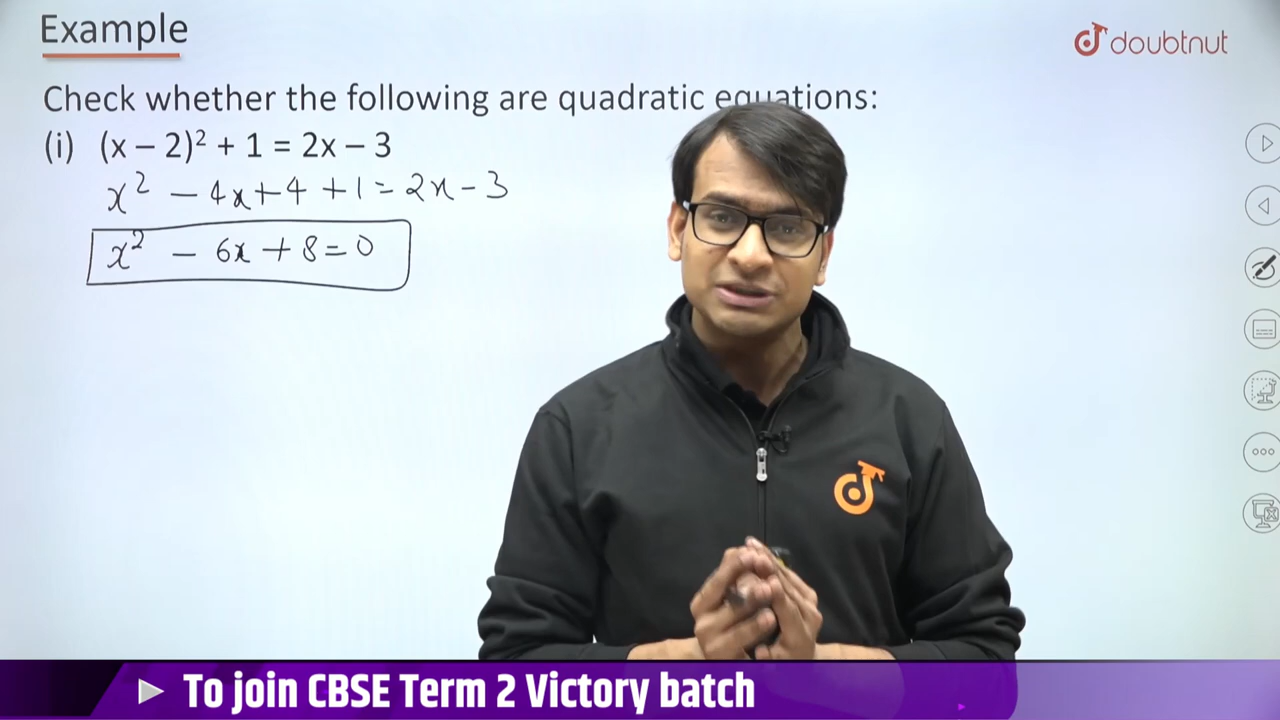 Example
doubtnut
Check whether the following are quadratic equations:
(i) (x – 2)² + 1 = 2x – 3
x² – 4x + 4 + 1 = 2x – 3
x² – 6x + 8 = 0
To join CBSE Term 2 Victory batch